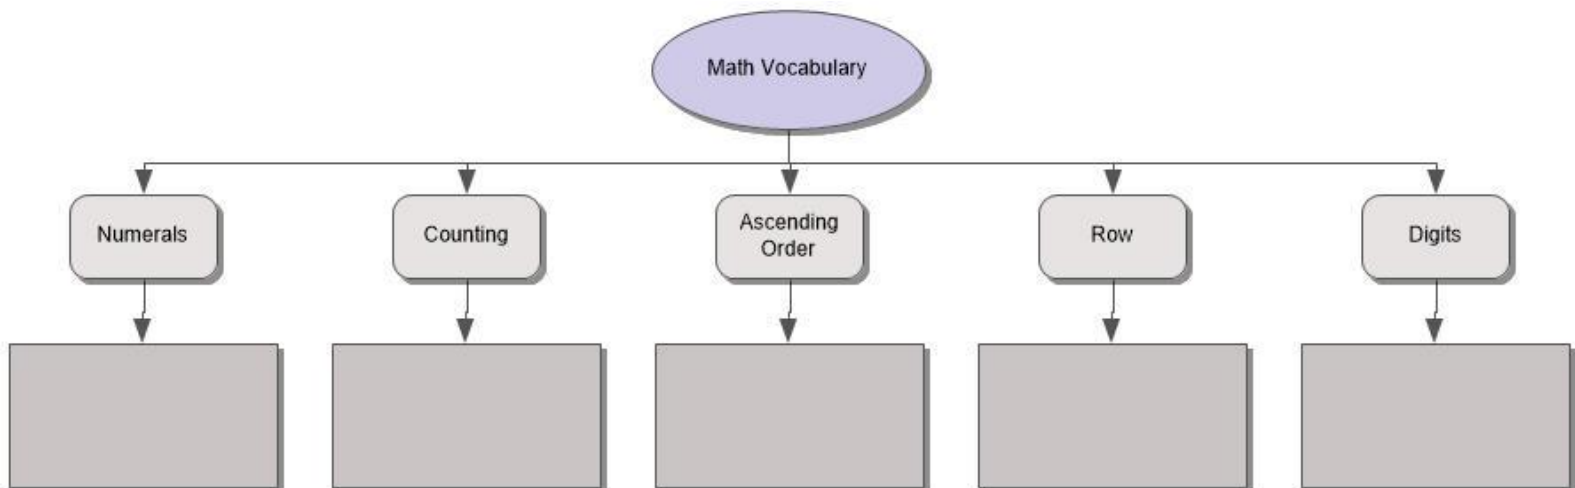 Math Vocabulary
Numerals
Counting
Ascending
Order
Row
Digits